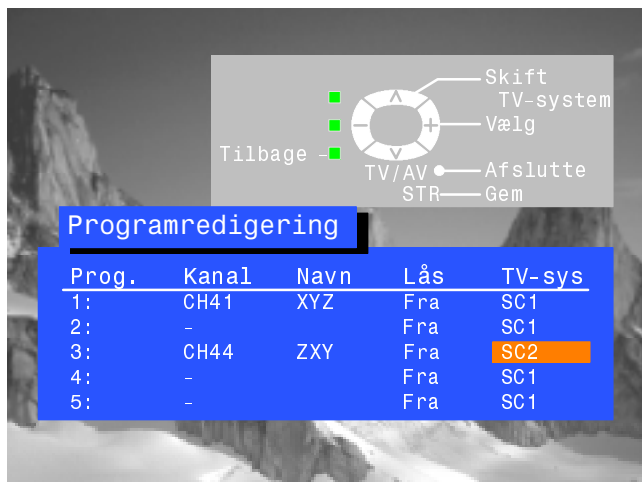 Skift
TV-system
Vælg
Tilbage
TV/AV Afslutte
STR Gem
Programredigering
Prog. Kanal Navn Lås TV-sys
1: CH41 XYZ Fra SC1
2: - Fra SC1
3: CH44 ZXY Fra SC2
4: - Fra SC1
5: - Fra SC1